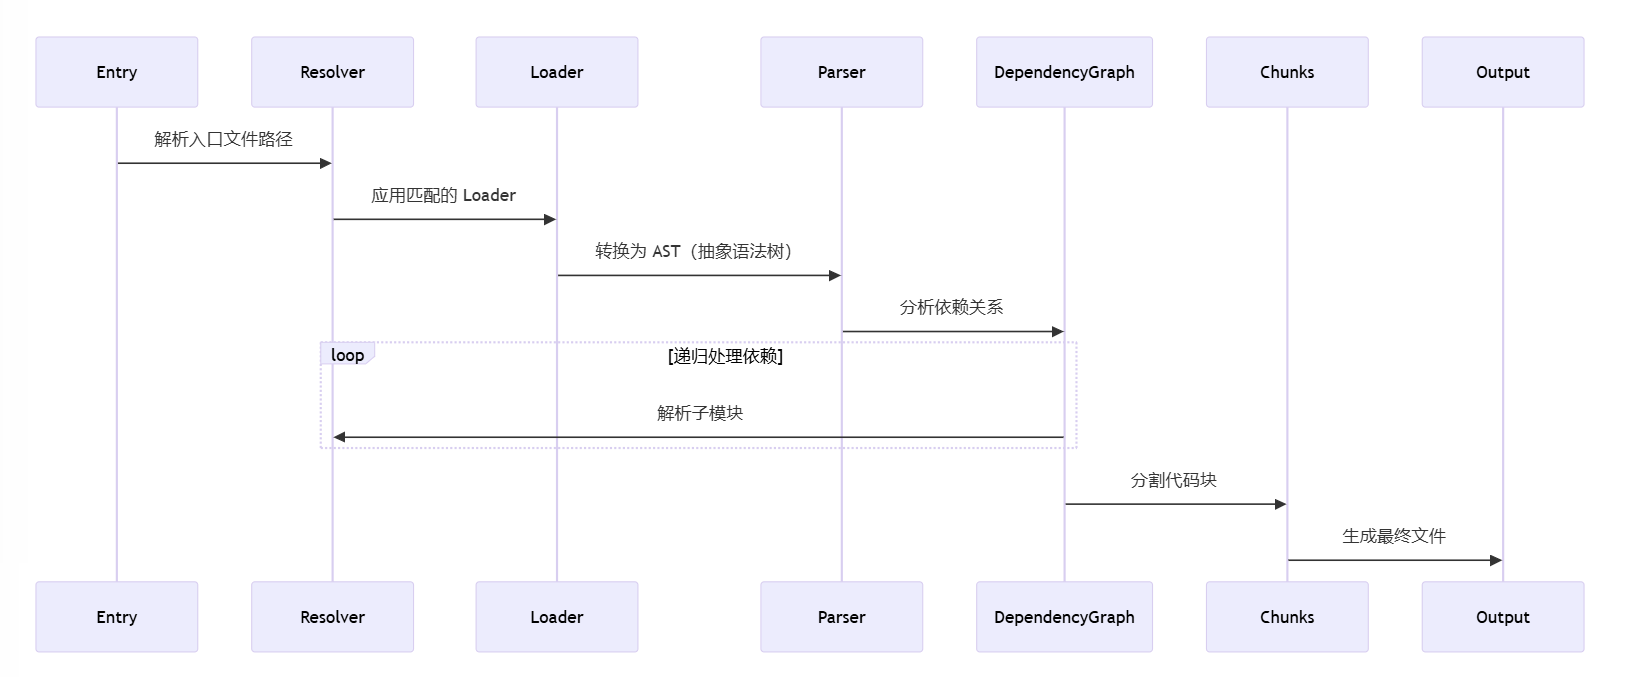 Entry
Resolver
Loader
Parser
DependencyGraph
Chunks
Output
解析入口文件路径
应用匹配的 Loader
转换为 AST（抽象语法树）
分析依赖关系
loop
[递归处理依赖]
解析子模块
分割代码块
生成最终文件
Entry
Resolver
Loader
Parser
DependencyGraph
Chunks
Output